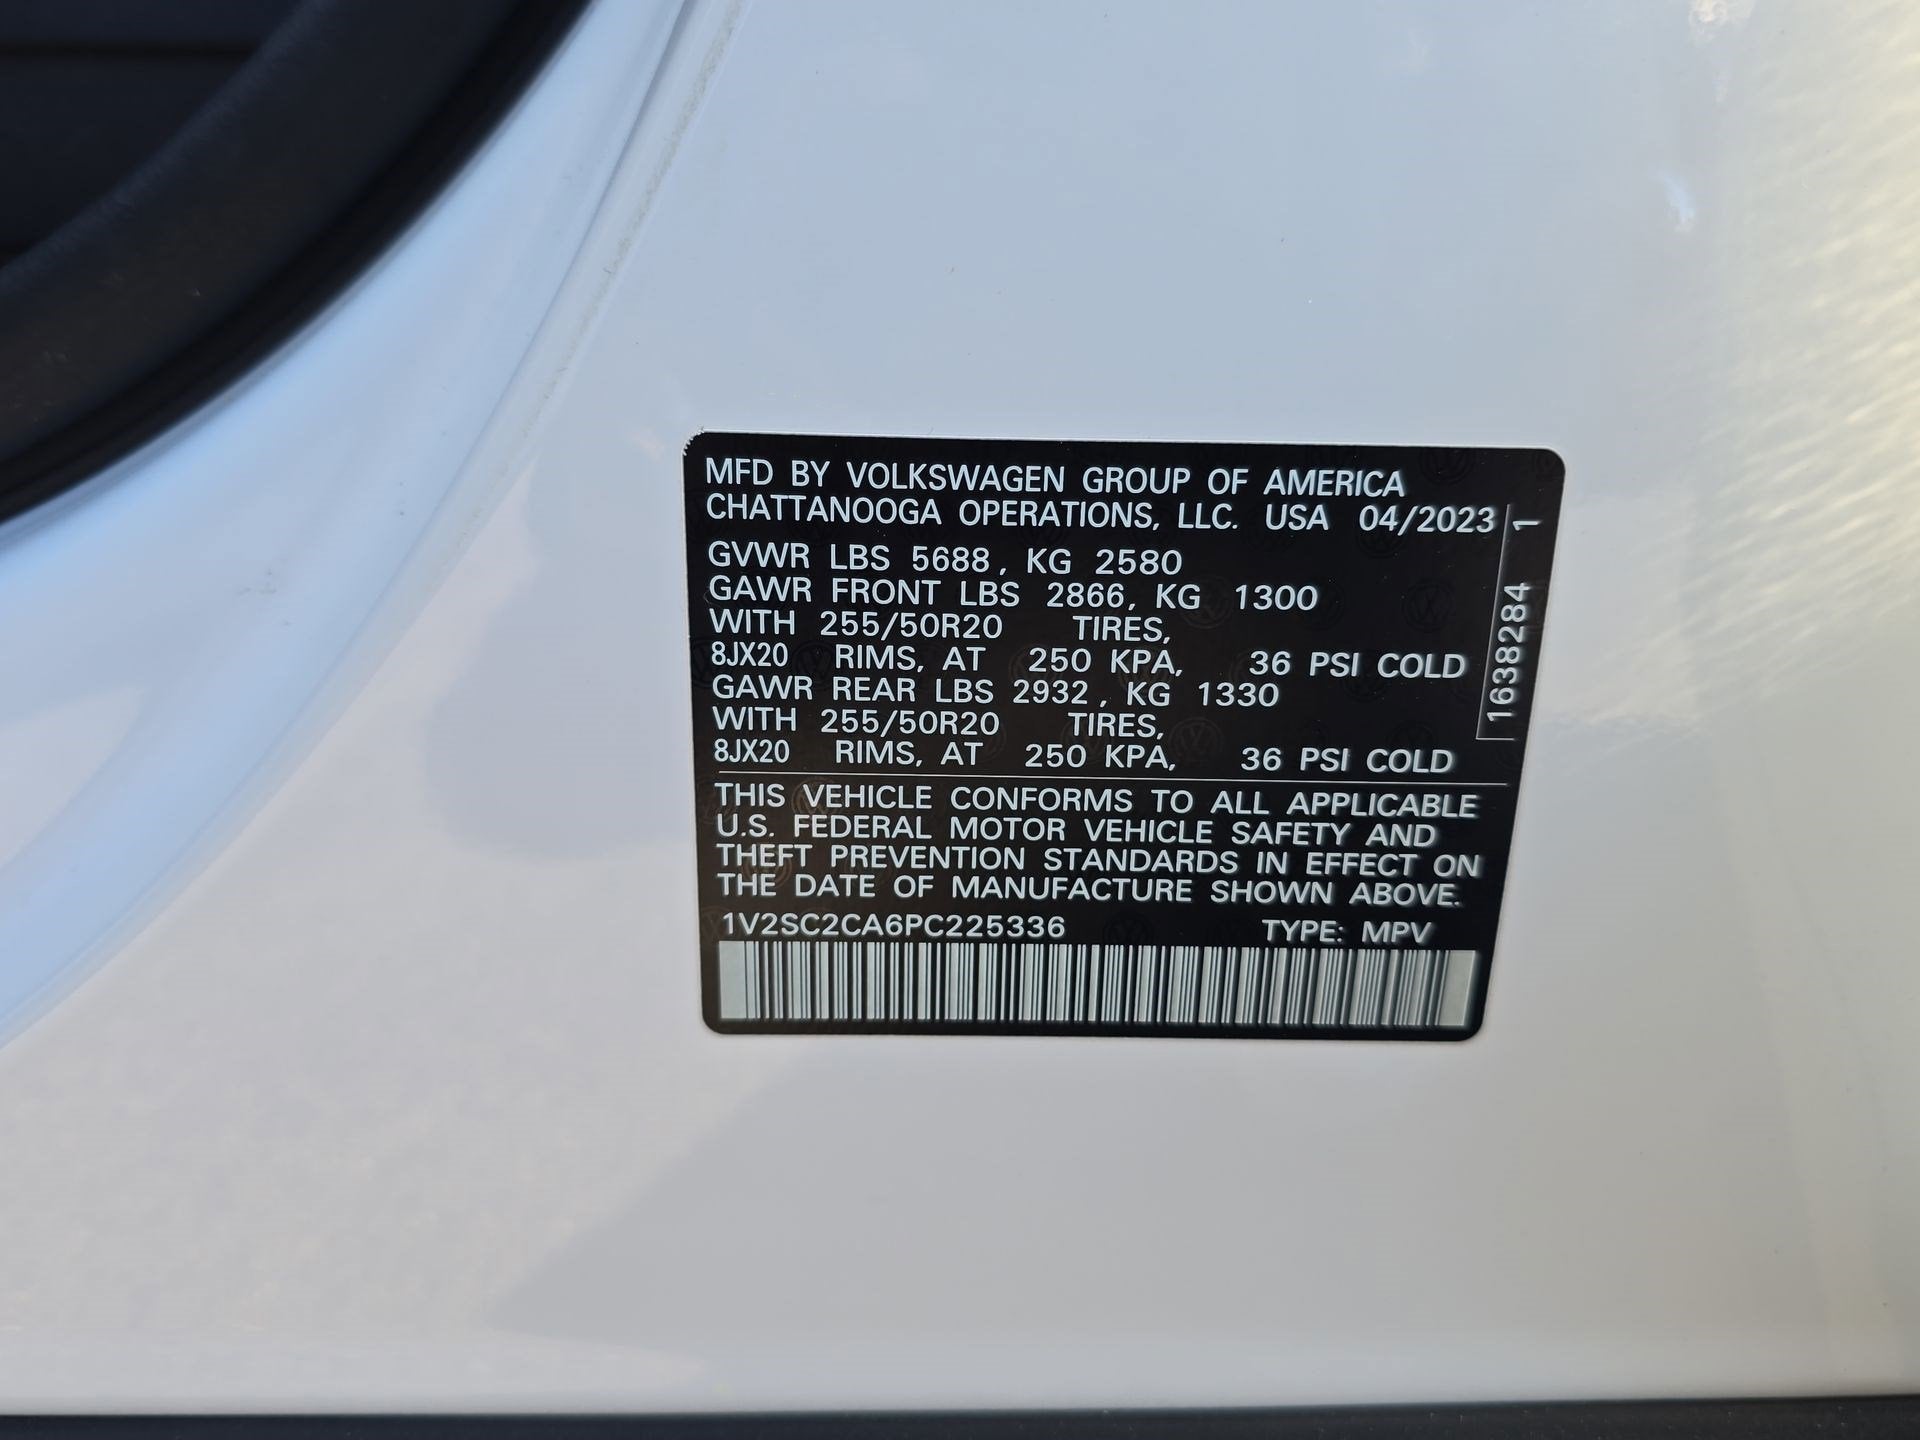 MFD BY VOLKSWAGEN GROUP OF AMERICA
CHATTANOOGA OPERATIONS, LLC. USA 04/2023
GVWR LBS 5688, KG 2580
GAWR FRONT LBS 2866, KG 1300
WITH 255/50R20 TIRES,
8JX20 RIMS, AT 250 KPA, 36 PSI COLD
GAWR REAR LBS 2932, KG 1330
WITH 255/50R20 TIRES,
8JX20 RIMS, AT 250 KPA, 36 PSI COLD
1638284 1
THIS VEHICLE CONFORMS TO ALL APPLICABLE
U.S. FEDERAL MOTOR VEHICLE SAFETY AND
THEFT PREVENTION STANDARDS IN EFFECT ON
THE DATE OF MANUFACTURE SHOWN ABOVE.
1V2SC2CA6PC225336 TYPE: MPV